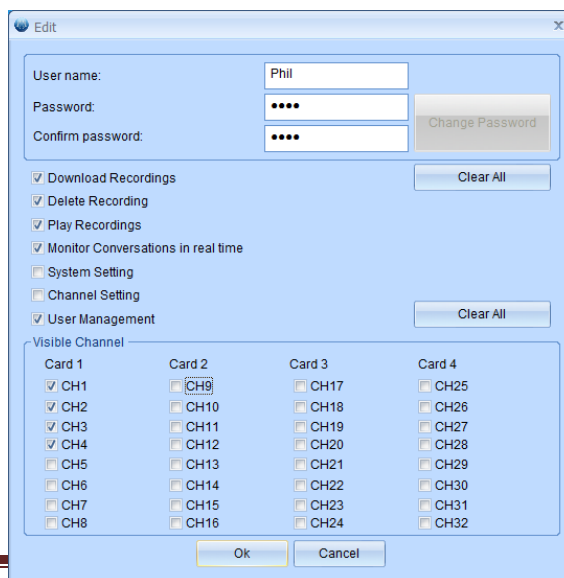 Edit
User name: Phil
Password: ●●●●
Change Password
Confirm password: ●●●●
Download Recordings Clear All
Delete Recording
Play Recordings
Monitor Conversations in real time
System Setting
Channel Setting
User Management Clear All
Visible Channel
Card 1 Card 2 Card 3 Card 4
CH1 CH9 CH17 CH25
CH2 CH10 CH18 CH26
CH3 CH11 CH19 CH27
CH4 CH12 CH20 CH28
CH5 CH13 CH21 CH29
CH6 CH14 CH22 CH30
CH7 CH15 CH23 CH31
CH8 CH16 CH24 CH32
Ok Cancel